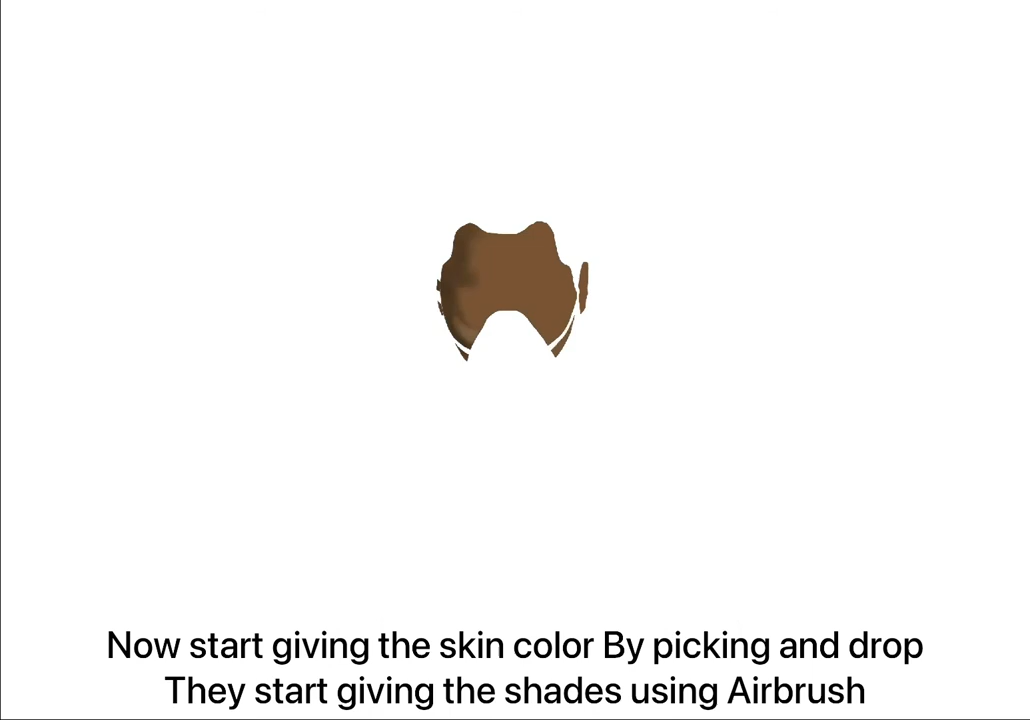 Now start giving the skin color By picking and drop
They start giving the shades using Airbrush